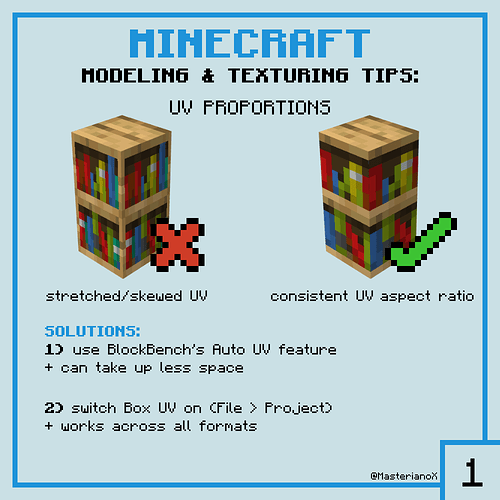 MINECRAFT
MODELING & TEXTURING TIPS:
UV PROPORTIONS
stretched/skewed UV
consistent UV aspect ratio
SOLUTIONS:
1) use BlockBench's Auto UV feature
+ can take up less space
2) switch Box UV on (File > Project)
+ works across all formats
@MasterianoX
1